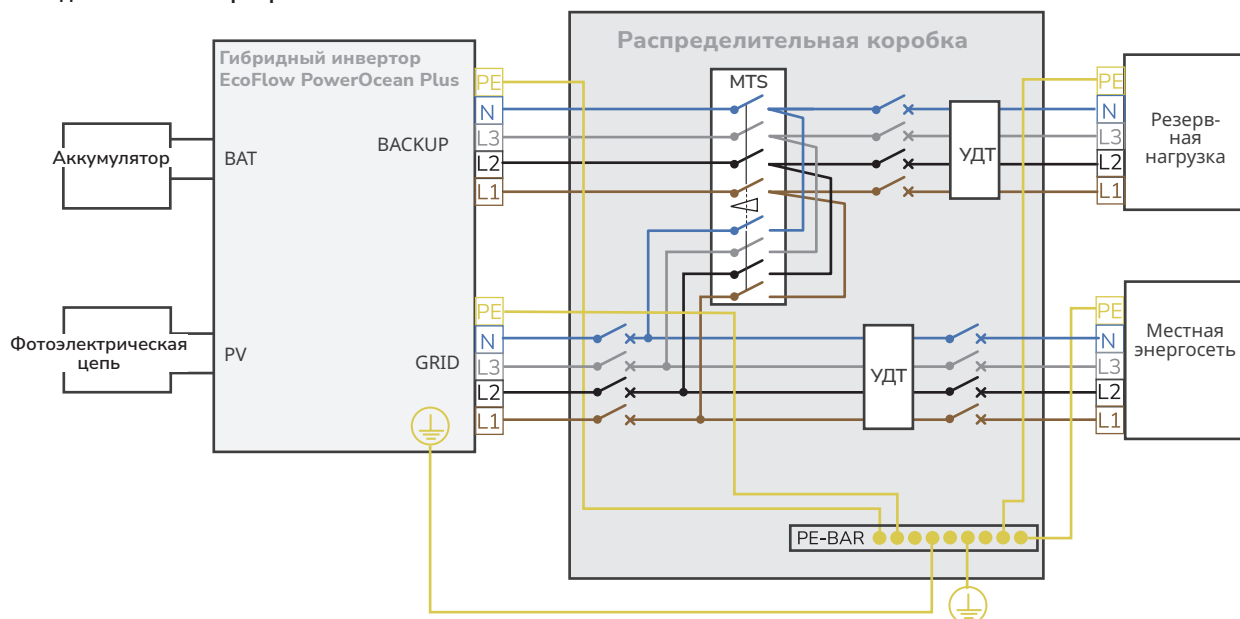 Распределительная коробка
Гибридный инвертор
EcoFlow PowerOcean Plus
Аккумулятор
BAT
BACKUP
PE
N
L3
L2
L1
MTS
УДТ
PE
N
L3
L2
L1
Резерв-
ная
нагрузка
Фотоэлектрическая
цепь
PV
GRID
PE
N
L3
L2
L1
УДТ
PE
N
L3
L2
L1
Местная
энергосеть
PE-BAR